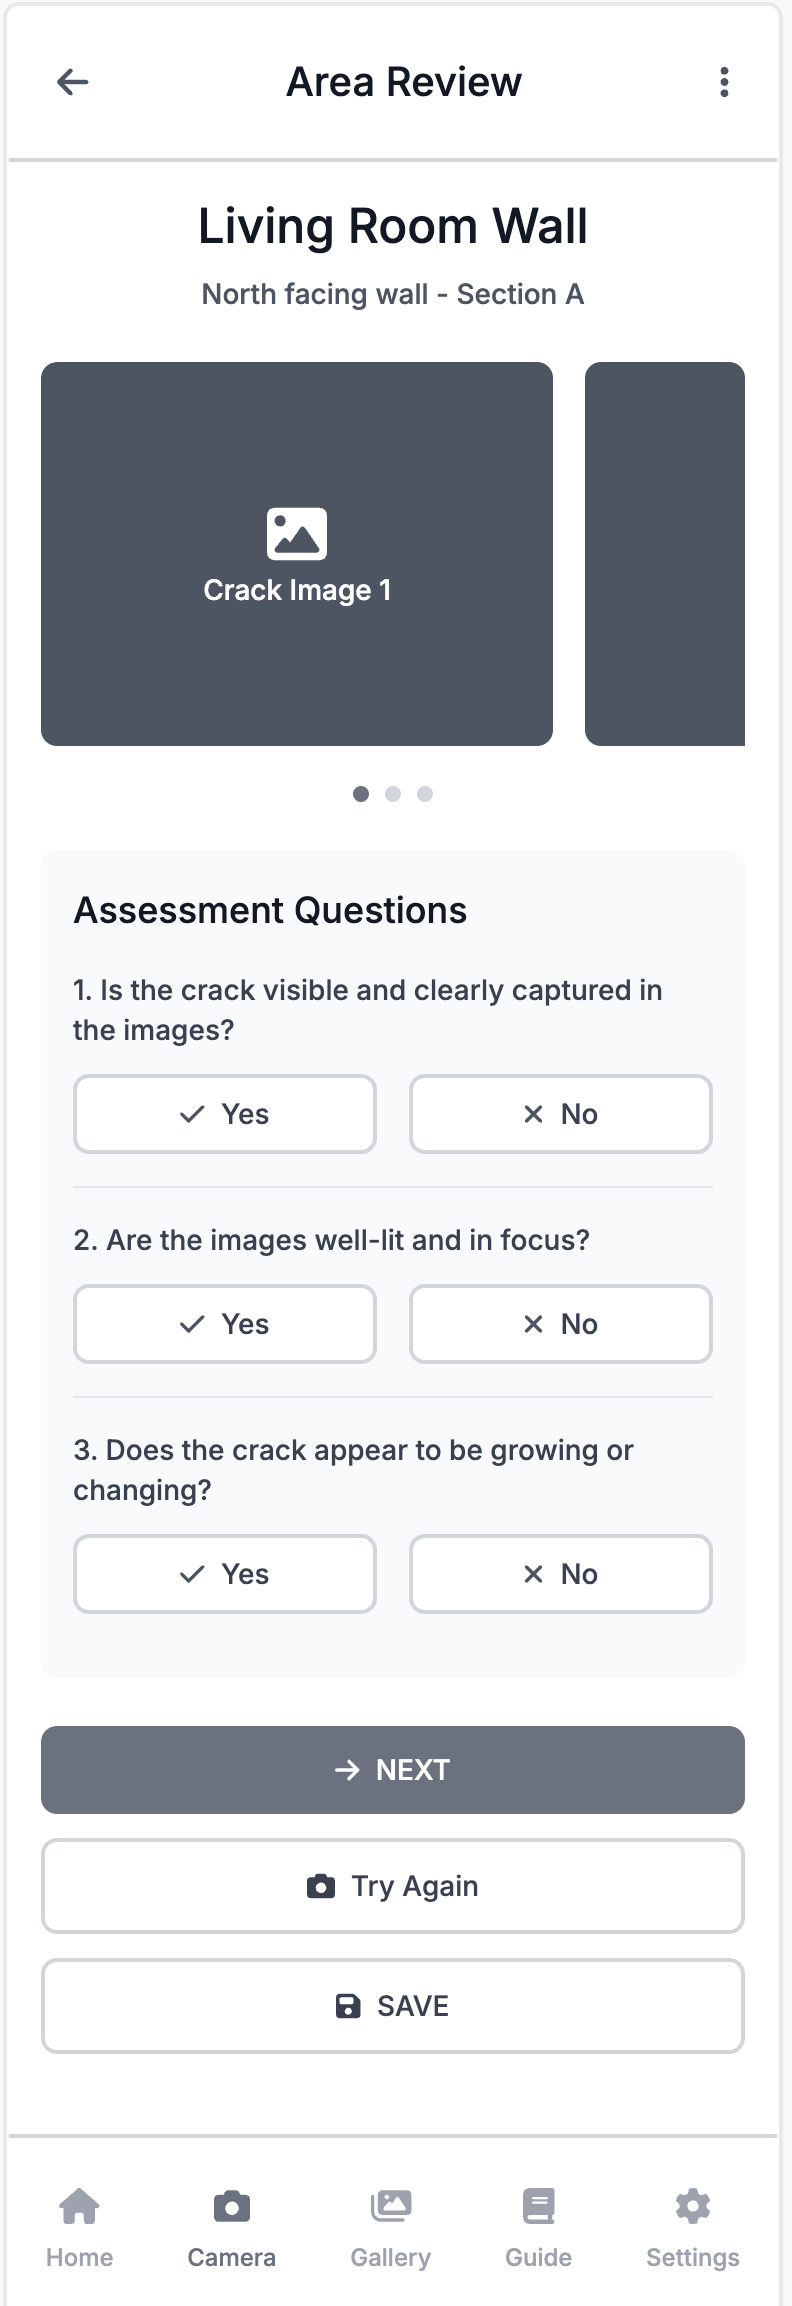 Area Review
Living Room Wall
North facing wall - Section A
Crack Image 1
Assessment Questions
1. Is the crack visible and clearly captured in
the images?
Yes
No
2. Are the images well-lit and in focus?
Yes
No
3. Does the crack appear to be growing or
changing?
Yes
No
NEXT
Try Again
SAVE
Home
Camera
Gallery
Guide
Settings